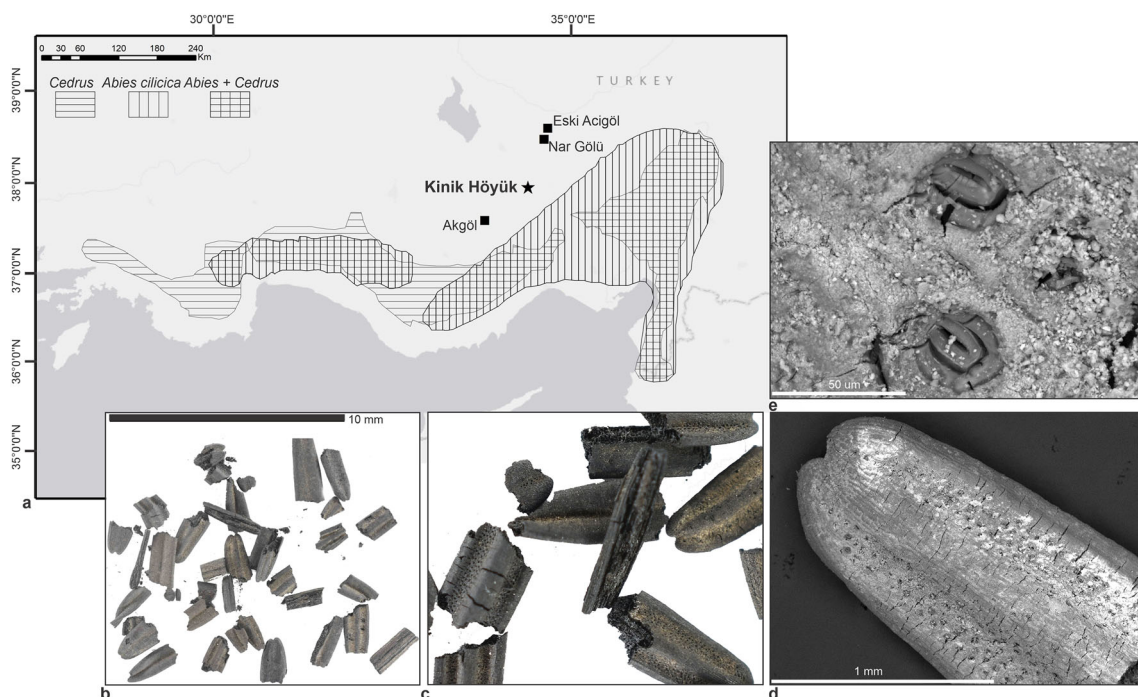 30°0'0"E 35°0'0"E
0 30 60 120 180 240
Km
Cedrus Abies cilicica Abies + Cedrus
TURKEY
39°0'0"N
Eski Acigöl
Nar Gölü
38°0'0"N
Kinik Höyük
Akgöl
37°0'0"N
36°0'0"N
35°0'0"N
a
50 um
e
10 mm
b
c
1 mm
d